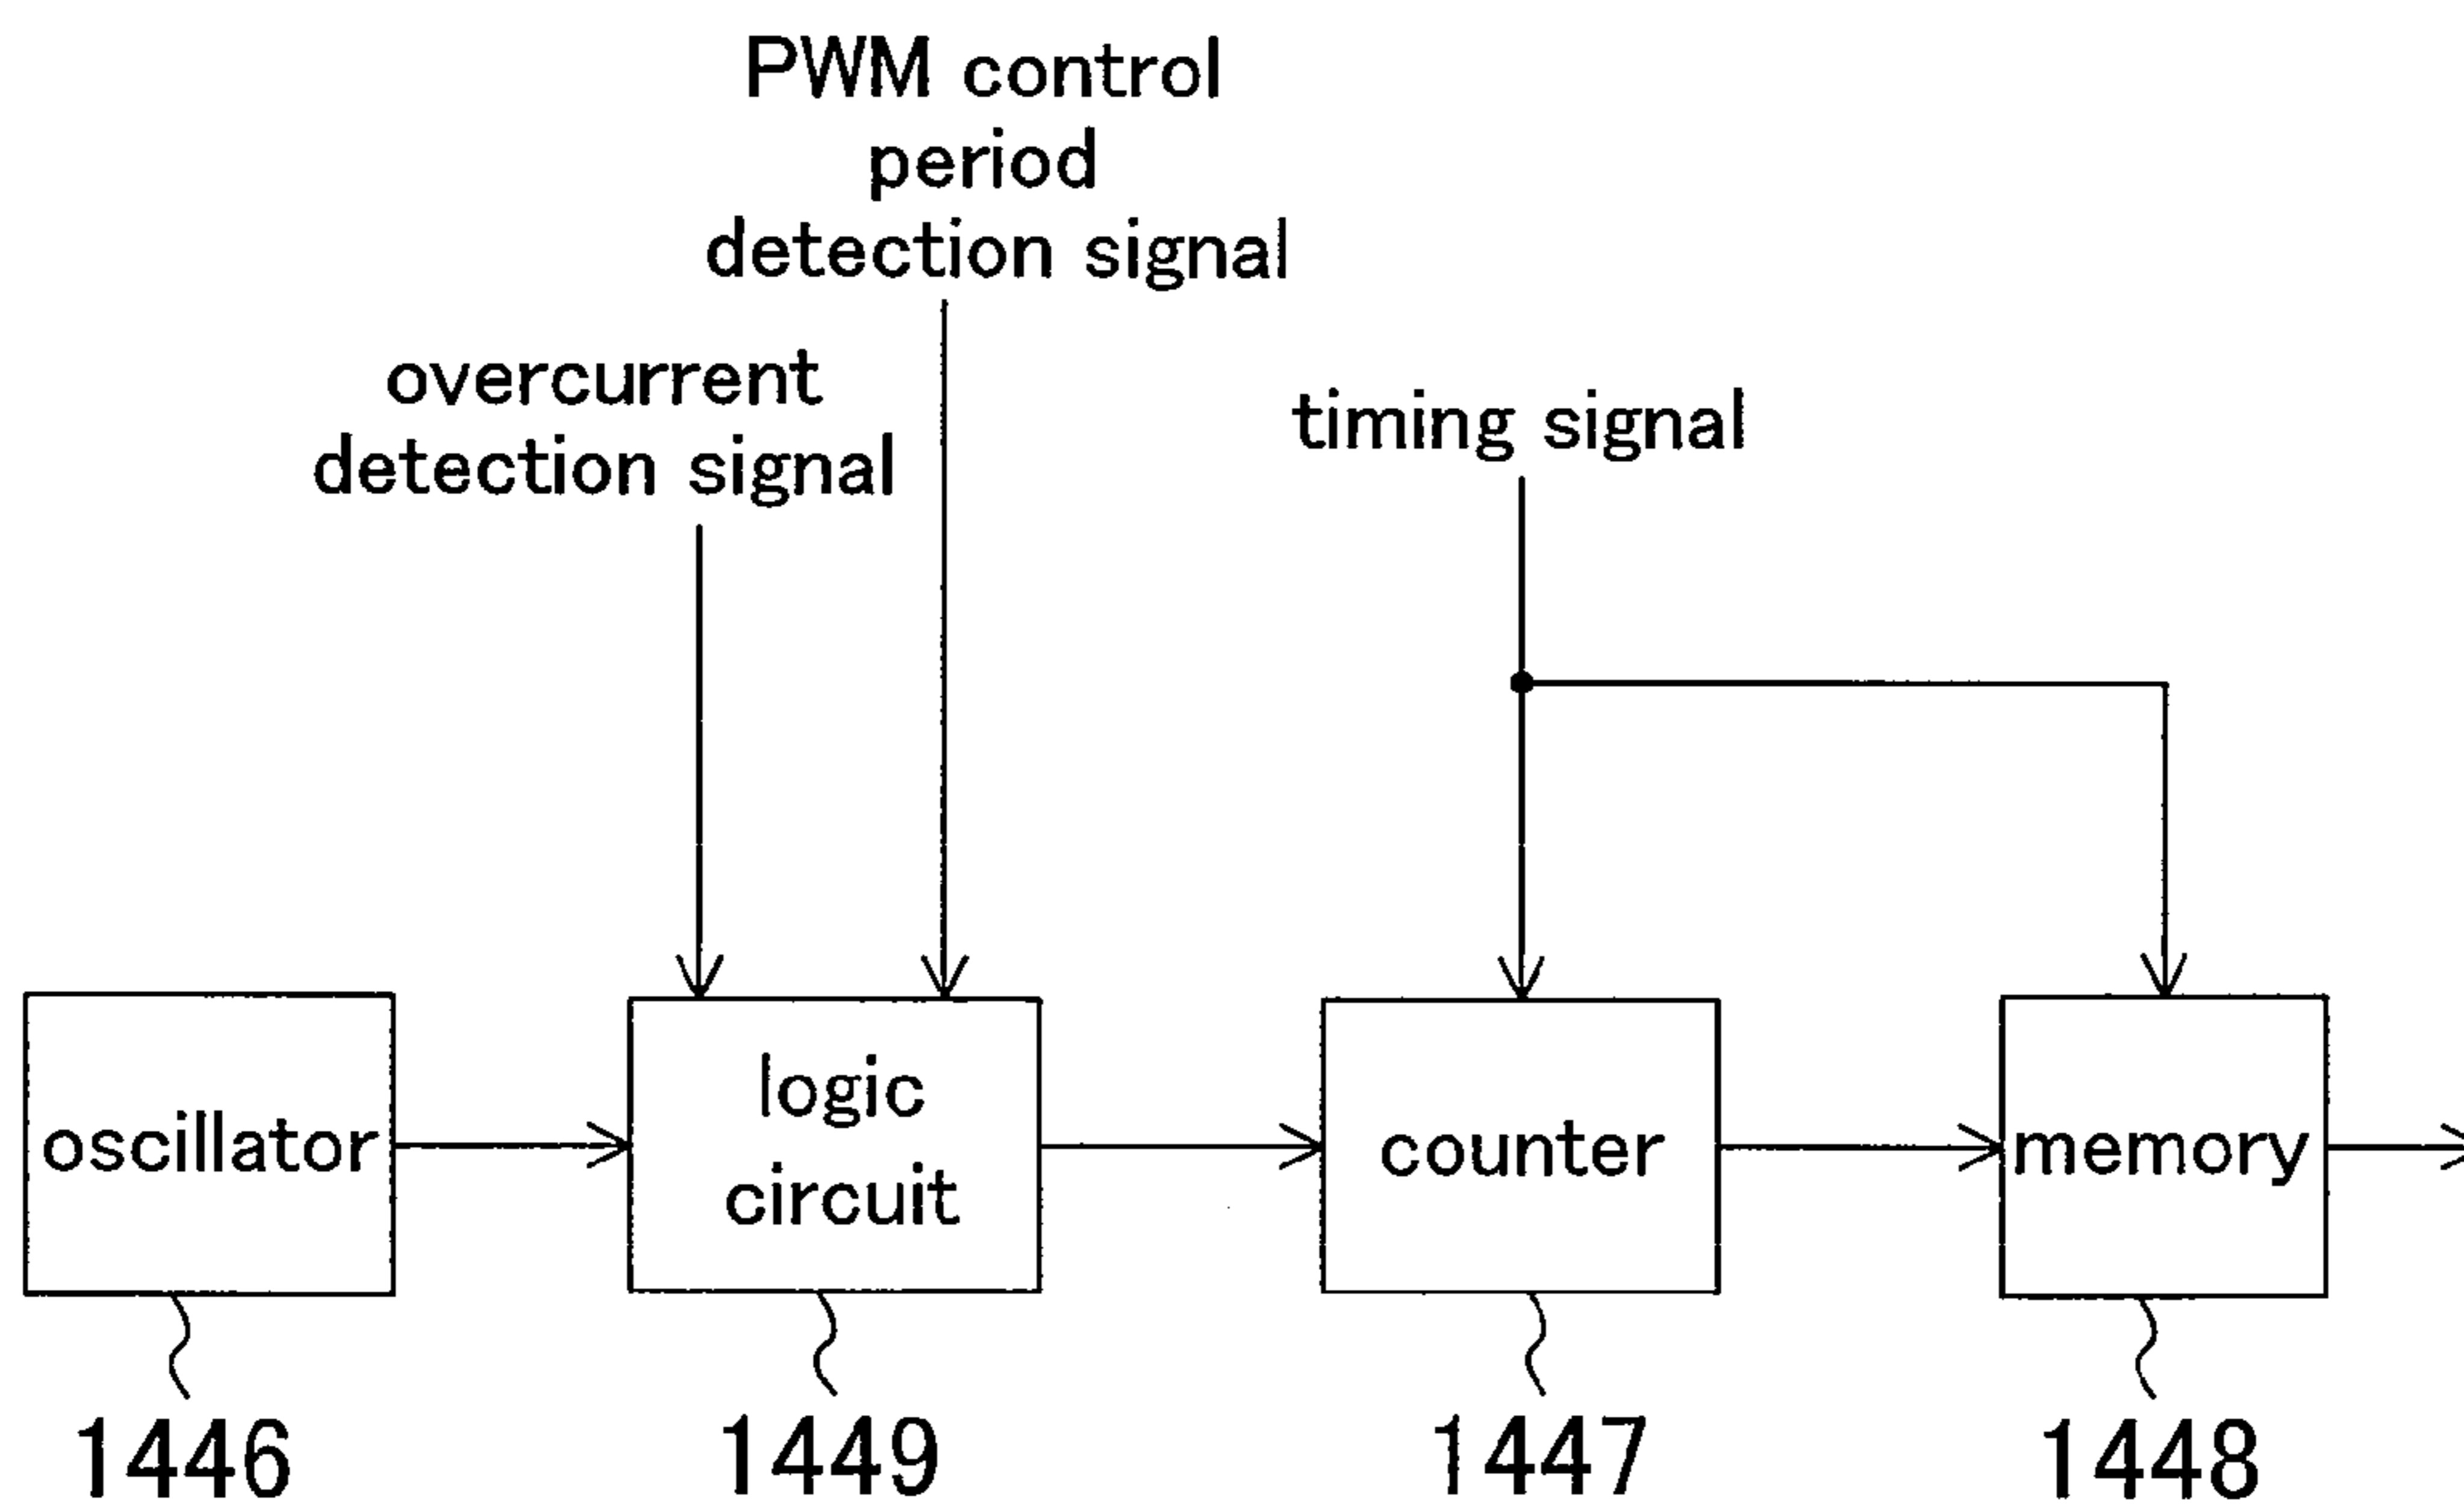 PWM control
period
detection signal
overcurrent
detection signal
timing signal
oscillator
logic
circuit
counter
memory
1446
1449
1447
1448